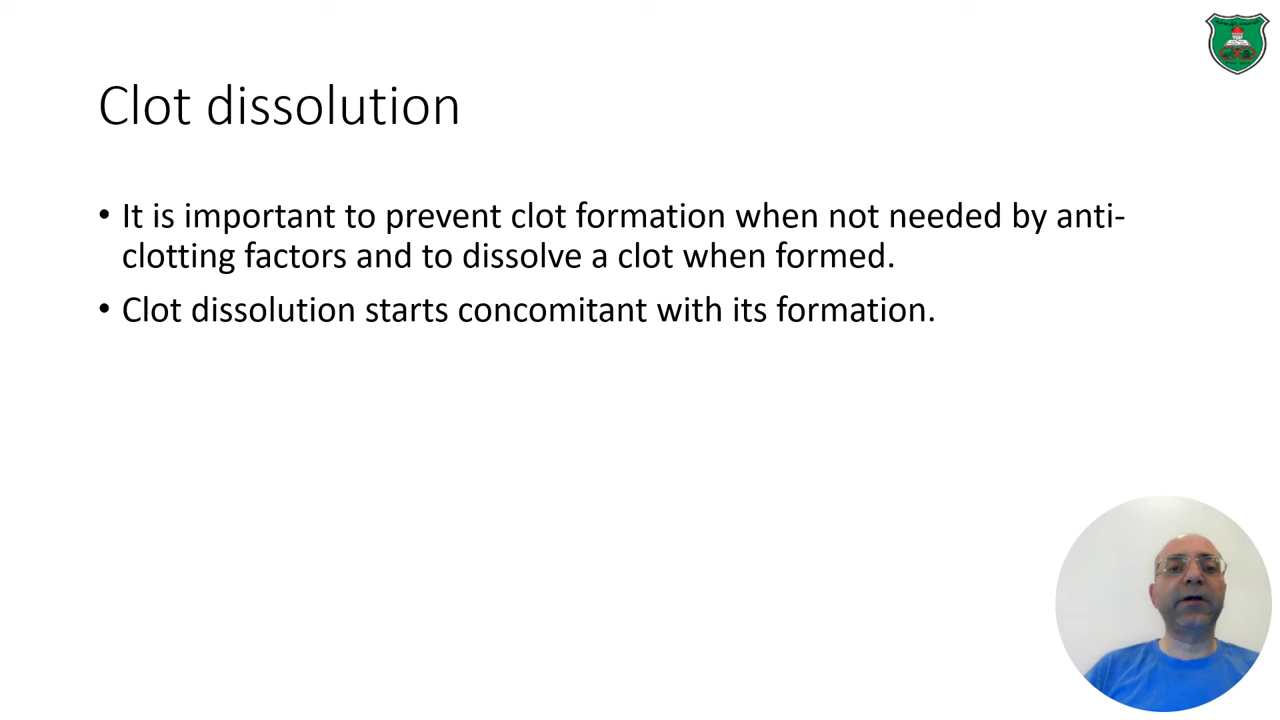 Clot dissolution
• It is important to prevent clot formation when not needed by anti-
clotting factors and to dissolve a clot when formed.
• Clot dissolution starts concomitant with its formation.